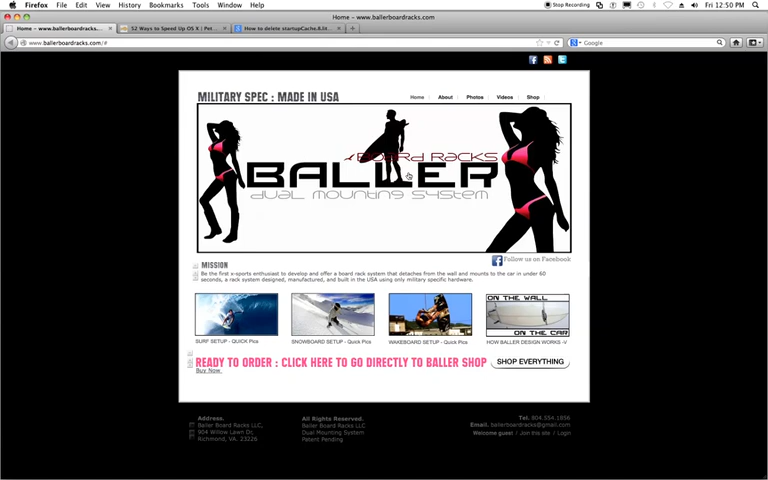 Firefox File Edit View History Bookmarks Tools Window Help
Stop Recording
Fri 12:50 PM
Home – www.ballerboardracks.com
Home – www.ballerboardracks....
52 Ways to Speed Up OS X | Pet...
How to delete startupCache.8.lit...
www.ballerboardracks.com/#
Google
MILITARY SPEC : MADE IN USA
Home About Photos Videos Shop
BOARD RACKS
BALLER
dual mounting system
Follow us on Facebook
MISSION
Be the first x-sports enthusiast to develop and offer a board rack system that detaches from the wall and mounts to the car in under 60
seconds, a rack system designed, manufactured, and built in the USA using only military specific hardware.
ON THE WALL
ON THE CAR
SURF SETUP - QUICK Pics
SNOWBOARD SETUP - Quick Pics
WAKEBOARD SETUP - Quick Pics
HOW BALLER DESIGN WORKS -V
READY TO ORDER : CLICK HERE TO GO DIRECTLY TO BALLER SHOP
SHOP EVERYTHING
Buy Now
Address.
Baller Board Racks LLC,
904 Willow Lawn Dr,
Richmond, VA. 23226
All Rights Reserved.
Baller Board Racks LLC
Dual Mounting System
Patent Pending
Tel. 804.554.1856
Email. ballerboardracks@gmail.com
Welcome guest / Join this site / Login